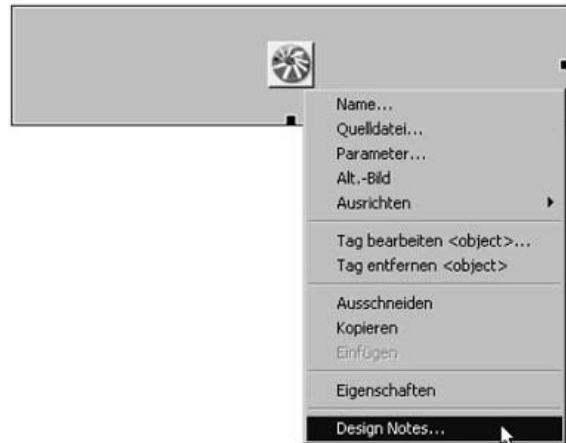 Name...
Quelldatei...
Parameter...
Alt.-Bild
Ausrichten
Tag bearbeiten <object>...
Tag entfernen <object>
Ausschneiden
Kopieren
Einfügen
Eigenschaften
Design Notes...